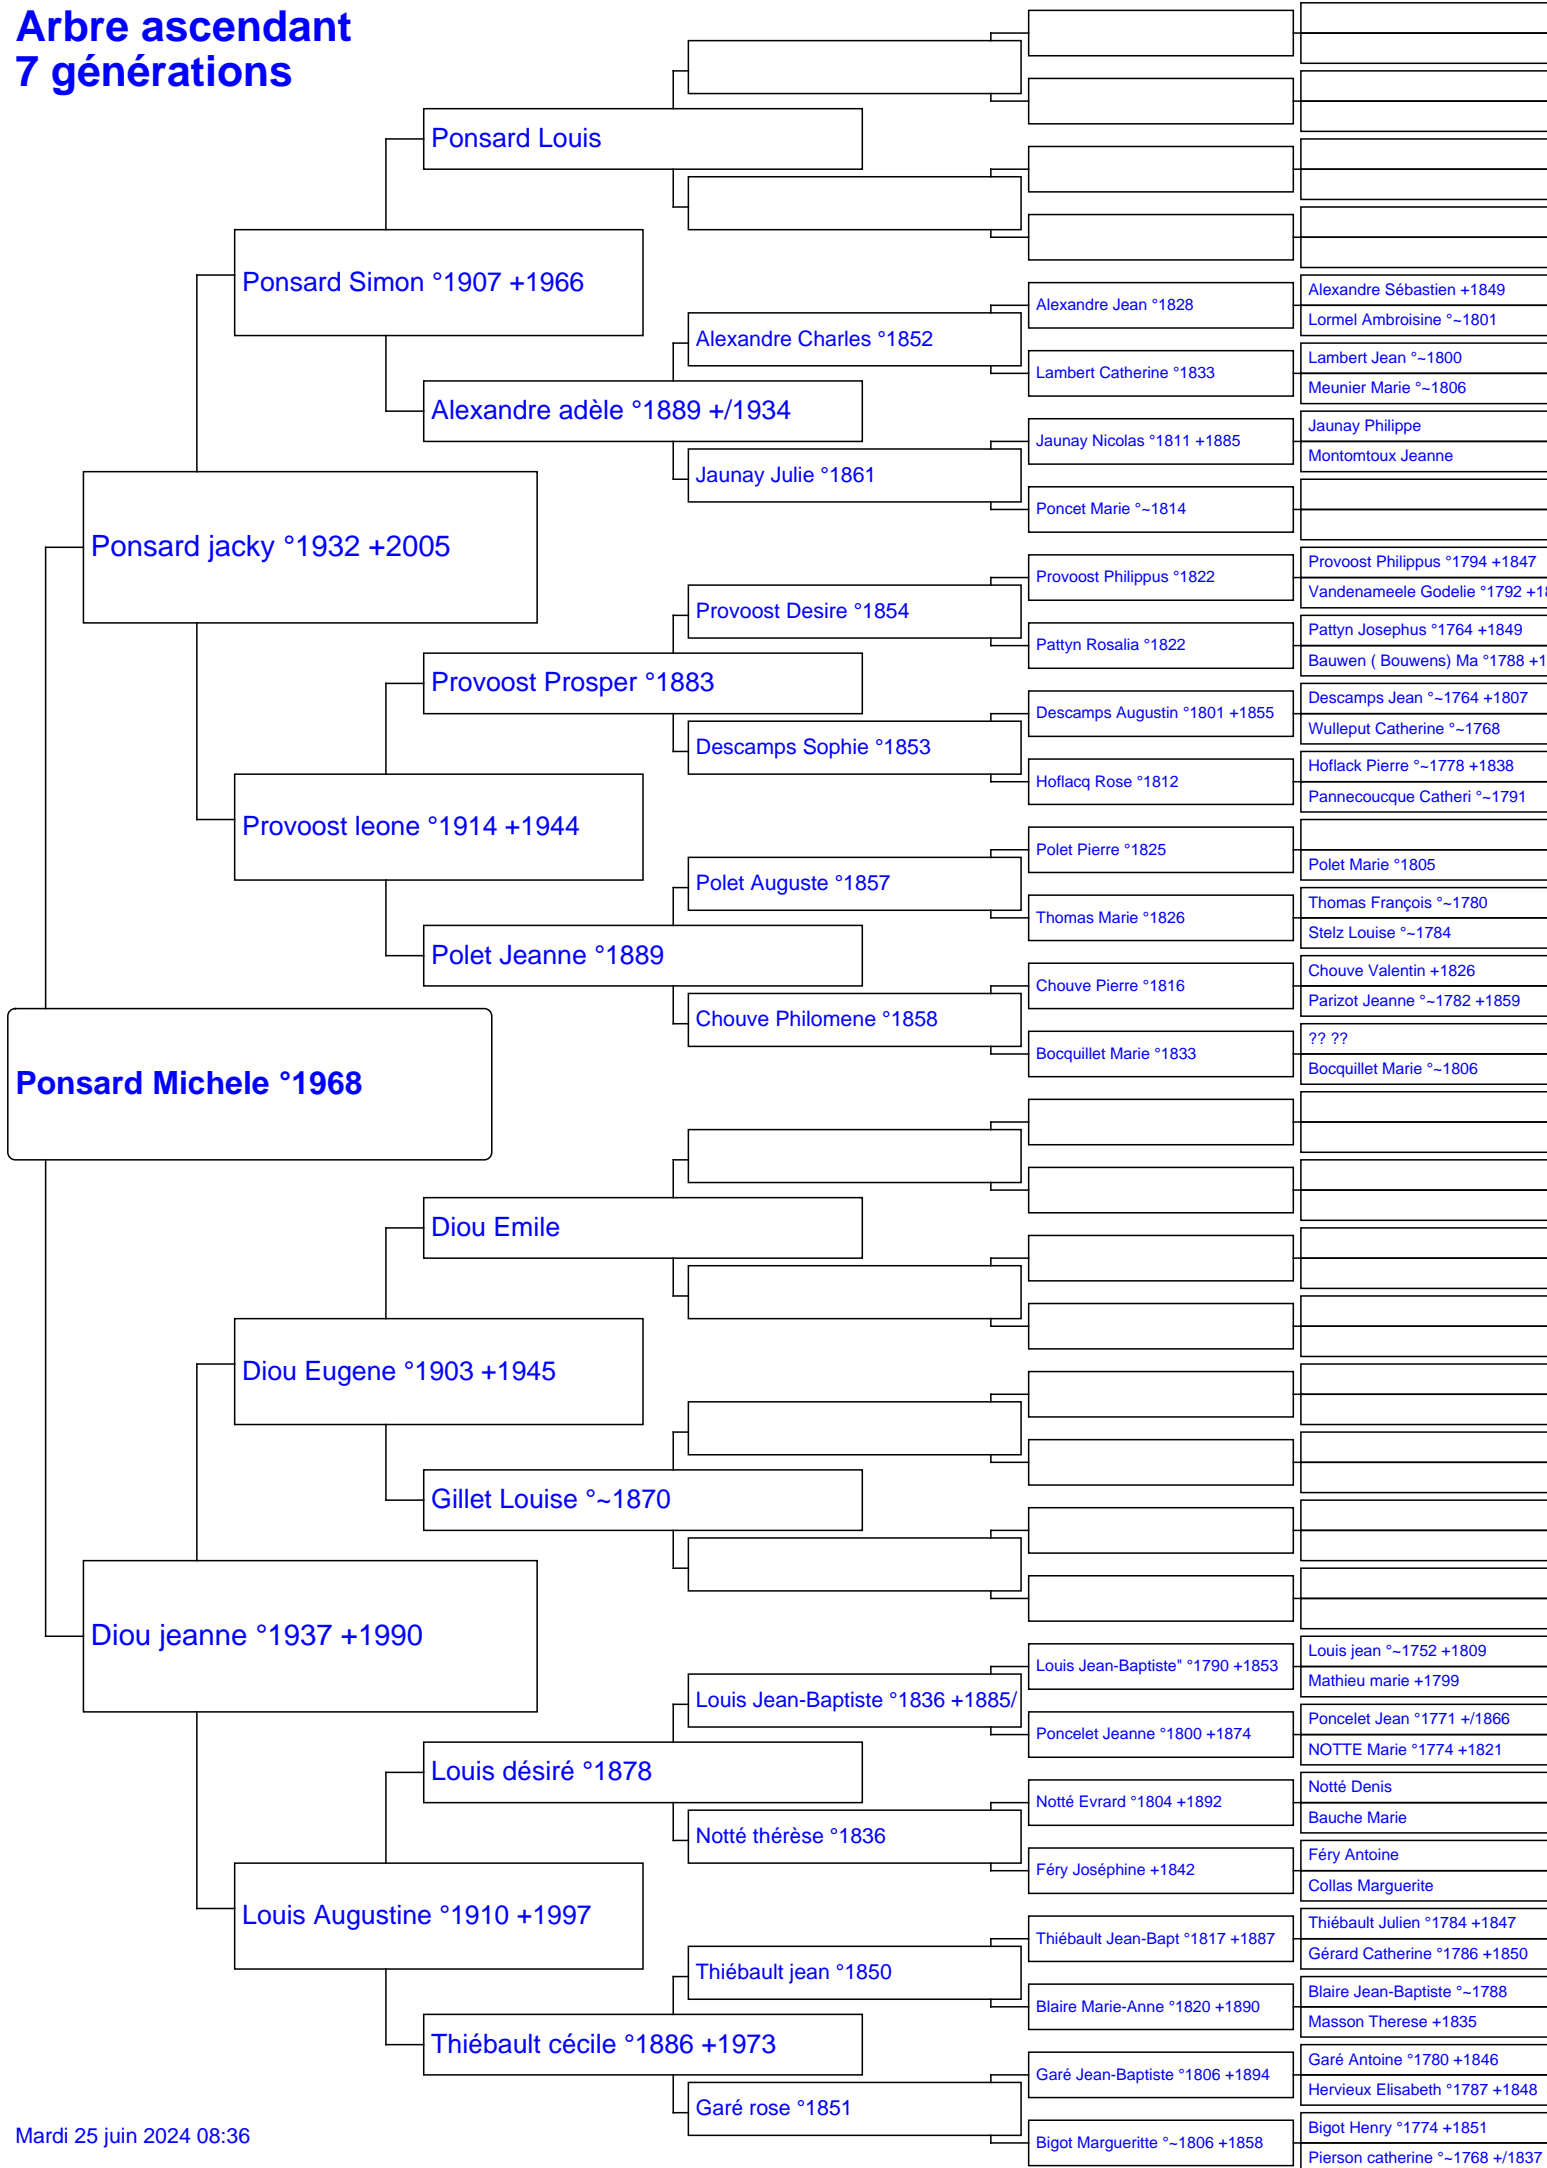 Arbre ascendant
7 générations
Ponsard Michele °1968
Ponsard jacky °1932 +2005
Diou jeanne °1937 +1990
Ponsard Simon °1907 +1966
Provoost leone °1914 +1944
Diou Eugene °1903 +1945
Louis Augustine °1910 +1997
Ponsard Louis
Alexandre adèle °1889 +/1934
Provoost Prosper °1883
Polet Jeanne °1889
Diou Emile
Gillet Louise °~1870
Louis désiré °1878
Thiébault cécile °1886 +1973
Alexandre Charles °1852
Jaunay Julie °1861
Provoost Desire °1854
Descamps Sophie °1853
Polet Auguste °1857
Chouve Philomene °1858
Louis Jean-Baptiste °1836 +1885/
Notté thérèse °1836
Thiébault jean °1850
Garé rose °1851
Alexandre Jean °1828
Lambert Catherine °1833
Jaunay Nicolas °1811 +1885
Poncet Marie °~1814
Provoost Philippus °1822
Pattyn Rosalia °1822
Descamps Augustin °1801 +1855
Hoflacq Rose °1812
Polet Pierre °1825
Thomas Marie °1826
Chouve Pierre °1816
Bocquillet Marie °1833
Louis Jean-Baptiste" °1790 +1853
Poncelet Jeanne °1800 +1874
Notté Evrard °1804 +1892
Féry Joséphine +1842
Thiébault Jean-Bapt °1817 +1887
Blaire Marie-Anne °1820 +1890
Garé Jean-Baptiste °1806 +1894
Bigot Margueritte °~1806 +1858
Alexandre Sébastien +1849
Lormel Ambroisine °~1801
Lambert Jean °~1800
Meunier Marie °~1806
Jaunay Philippe
Montomtoux Jeanne
Provoost Philippus °1794 +1847
Vandenameele Godelie °1792 +18
Pattyn Josephus °1764 +1849
Bauwen ( Bouwens) Ma °1788 +1
Descamps Jean °~1764 +1807
Wulleput Catherine °~1768
Hoflack Pierre °~1778 +1838
Pannecoucque Catheri °~1791
Polet Marie °1805
Thomas François °~1780
Stelz Louise °~1784
Chouve Valentin +1826
Parizot Jeanne °~1782 +1859
?? ??
Bocquillet Marie °~1806
Louis jean °~1752 +1809
Mathieu marie +1799
Poncelet Jean °1771 +/1866
NOTTE Marie °1774 +1821
Notté Denis
Bauche Marie
Féry Antoine
Collas Marguerite
Thiébault Julien °1784 +1847
Gérard Catherine °1786 +1850
Blaire Jean-Baptiste °~1788
Masson Therese +1835
Garé Antoine °1780 +1846
Hervieux Elisabeth °1787 +1848
Bigot Henry °1774 +1851
Pierson catherine °~1768 +/1837
Mardi 25 juin 2024 08:36